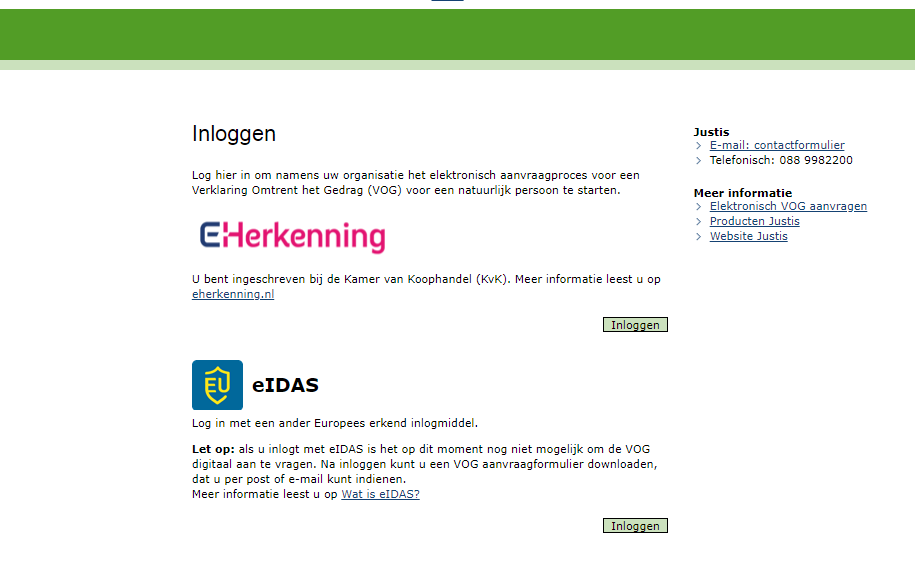 Inloggen
Log hier in om namens uw organisatie het elektronisch aanvraagproces voor een
Verklaring Omtrent het Gedrag (VOG) voor een natuurlijk persoon te starten.
eHerkenning
U bent ingeschreven bij de Kamer van Koophandel (KvK). Meer informatie leest u op
eherkenning.nl
Inloggen
EU eIDAS
Log in met een ander Europees erkend inlogmiddel.
Let op: als u inlogt met eIDAS is het op dit moment nog niet mogelijk om de VOG
digitaal aan te vragen. Na inloggen kunt u een VOG aanvraagformulier downloaden,
dat u per post of e-mail kunt indienen.
Meer informatie leest u op Wat is eIDAS?
Inloggen
Justis
E-mail: contactformulier
Telefonisch: 088 9982200
Meer informatie
Elektronisch VOG aanvragen
Producten Justis
Website Justis